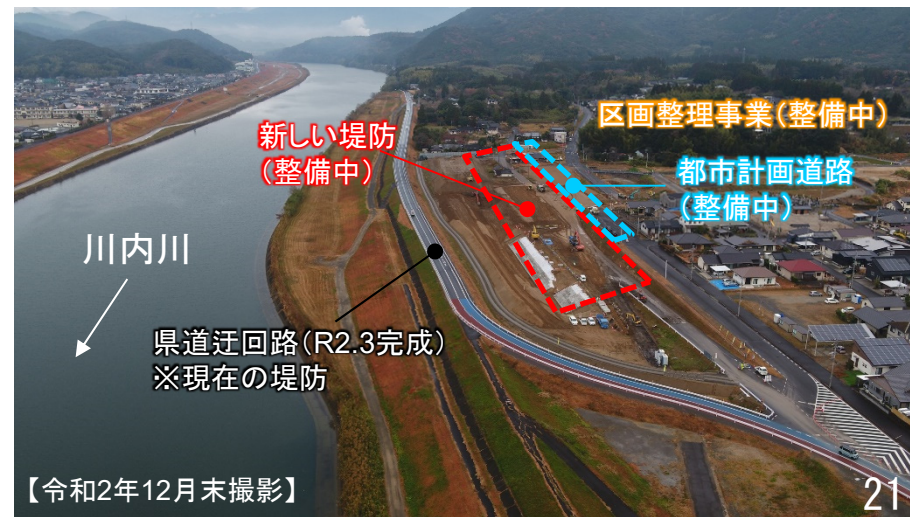 区画整理事業(整備中)
新しい堤防
(整備中)
都市計画道路
(整備中)
川内川
県道迂回路(R2.3完成)
※現在の堤防
【令和2年12月末撮影】
21